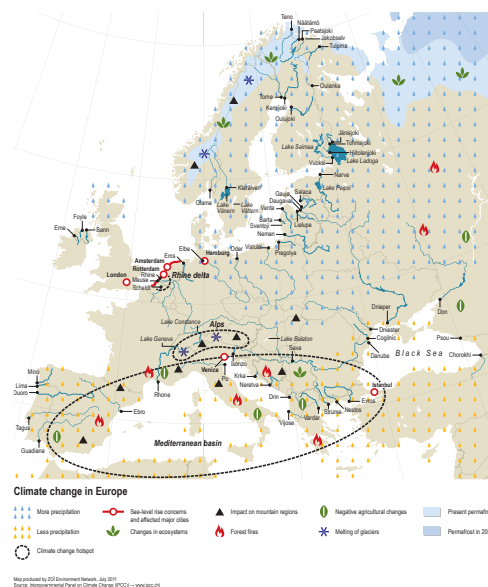 Teno
Näätämö
Paatsjoki
Jakobselv
Tuloma
Tome
Kemijoki
Oulujoki
Oulanka
Jänisjoki
Tohmajoki
Hiitolanjoki
Lake Saimaa
Lake Ladoga
Vuoksi
Narva
Klarälven
Glama
Lake Vänern
Lake Vättern
Lake Peipsi
Gauja
Salaca
Daugava
Venta
Barta
Lielupe
Sventoji
Neman
Pregolya
Foyle
Erne
Bann
Elbe
Hamburg
Ems
Amsterdam
Rotterdam
Rhine
Meuse
Scheldt
Rhine delta
London
Oder
Vistula
Dnieper
Don
Dniester
Cogilnic
Danube
Psou
Chorokhi
Black Sea
Lake Constance
Alps
Lake Geneva
Lake Balaton
Sava
Venice
Isonzo
Po
Krka
Neretva
Rhone
Istanbul
Evros
Nestos
Struma
Vardar
Drin
Vijose
Mino
Lima
Duoro
Ebro
Tagus
Guadiana
Mediterranean basin
Climate change in Europe
More precipitation
Less precipitation
Climate change hotspot
Sea-level rise concerns
and affected major cities
Changes in ecosystems
Impact on mountain regions
Forest fires
Negative agricultural changes
Melting of glaciers
Present permafro
Permafrost in 20
Map produced by ZOÏ Environment Network, July 2011
Source: Intergovernmental Panel on Climate Change (IPCC) → www.ipcc.ch)